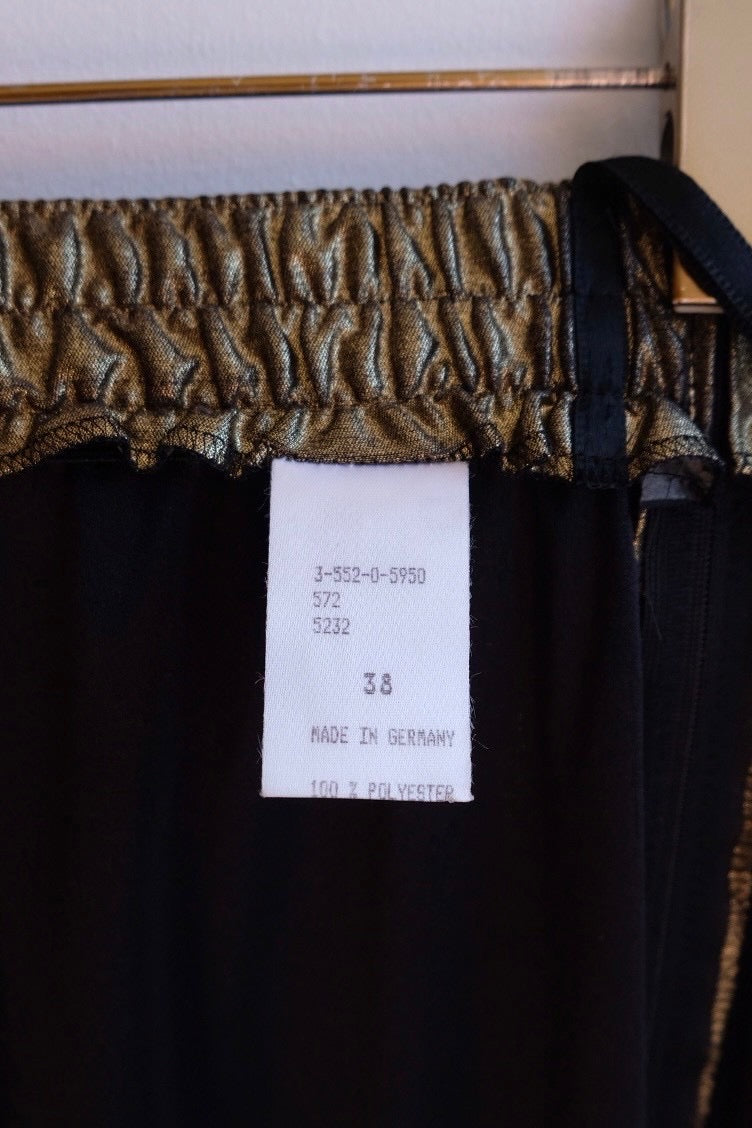 3-552-0-5950
572
5232
38
MADE IN GERMANY
100 % POLYESTER